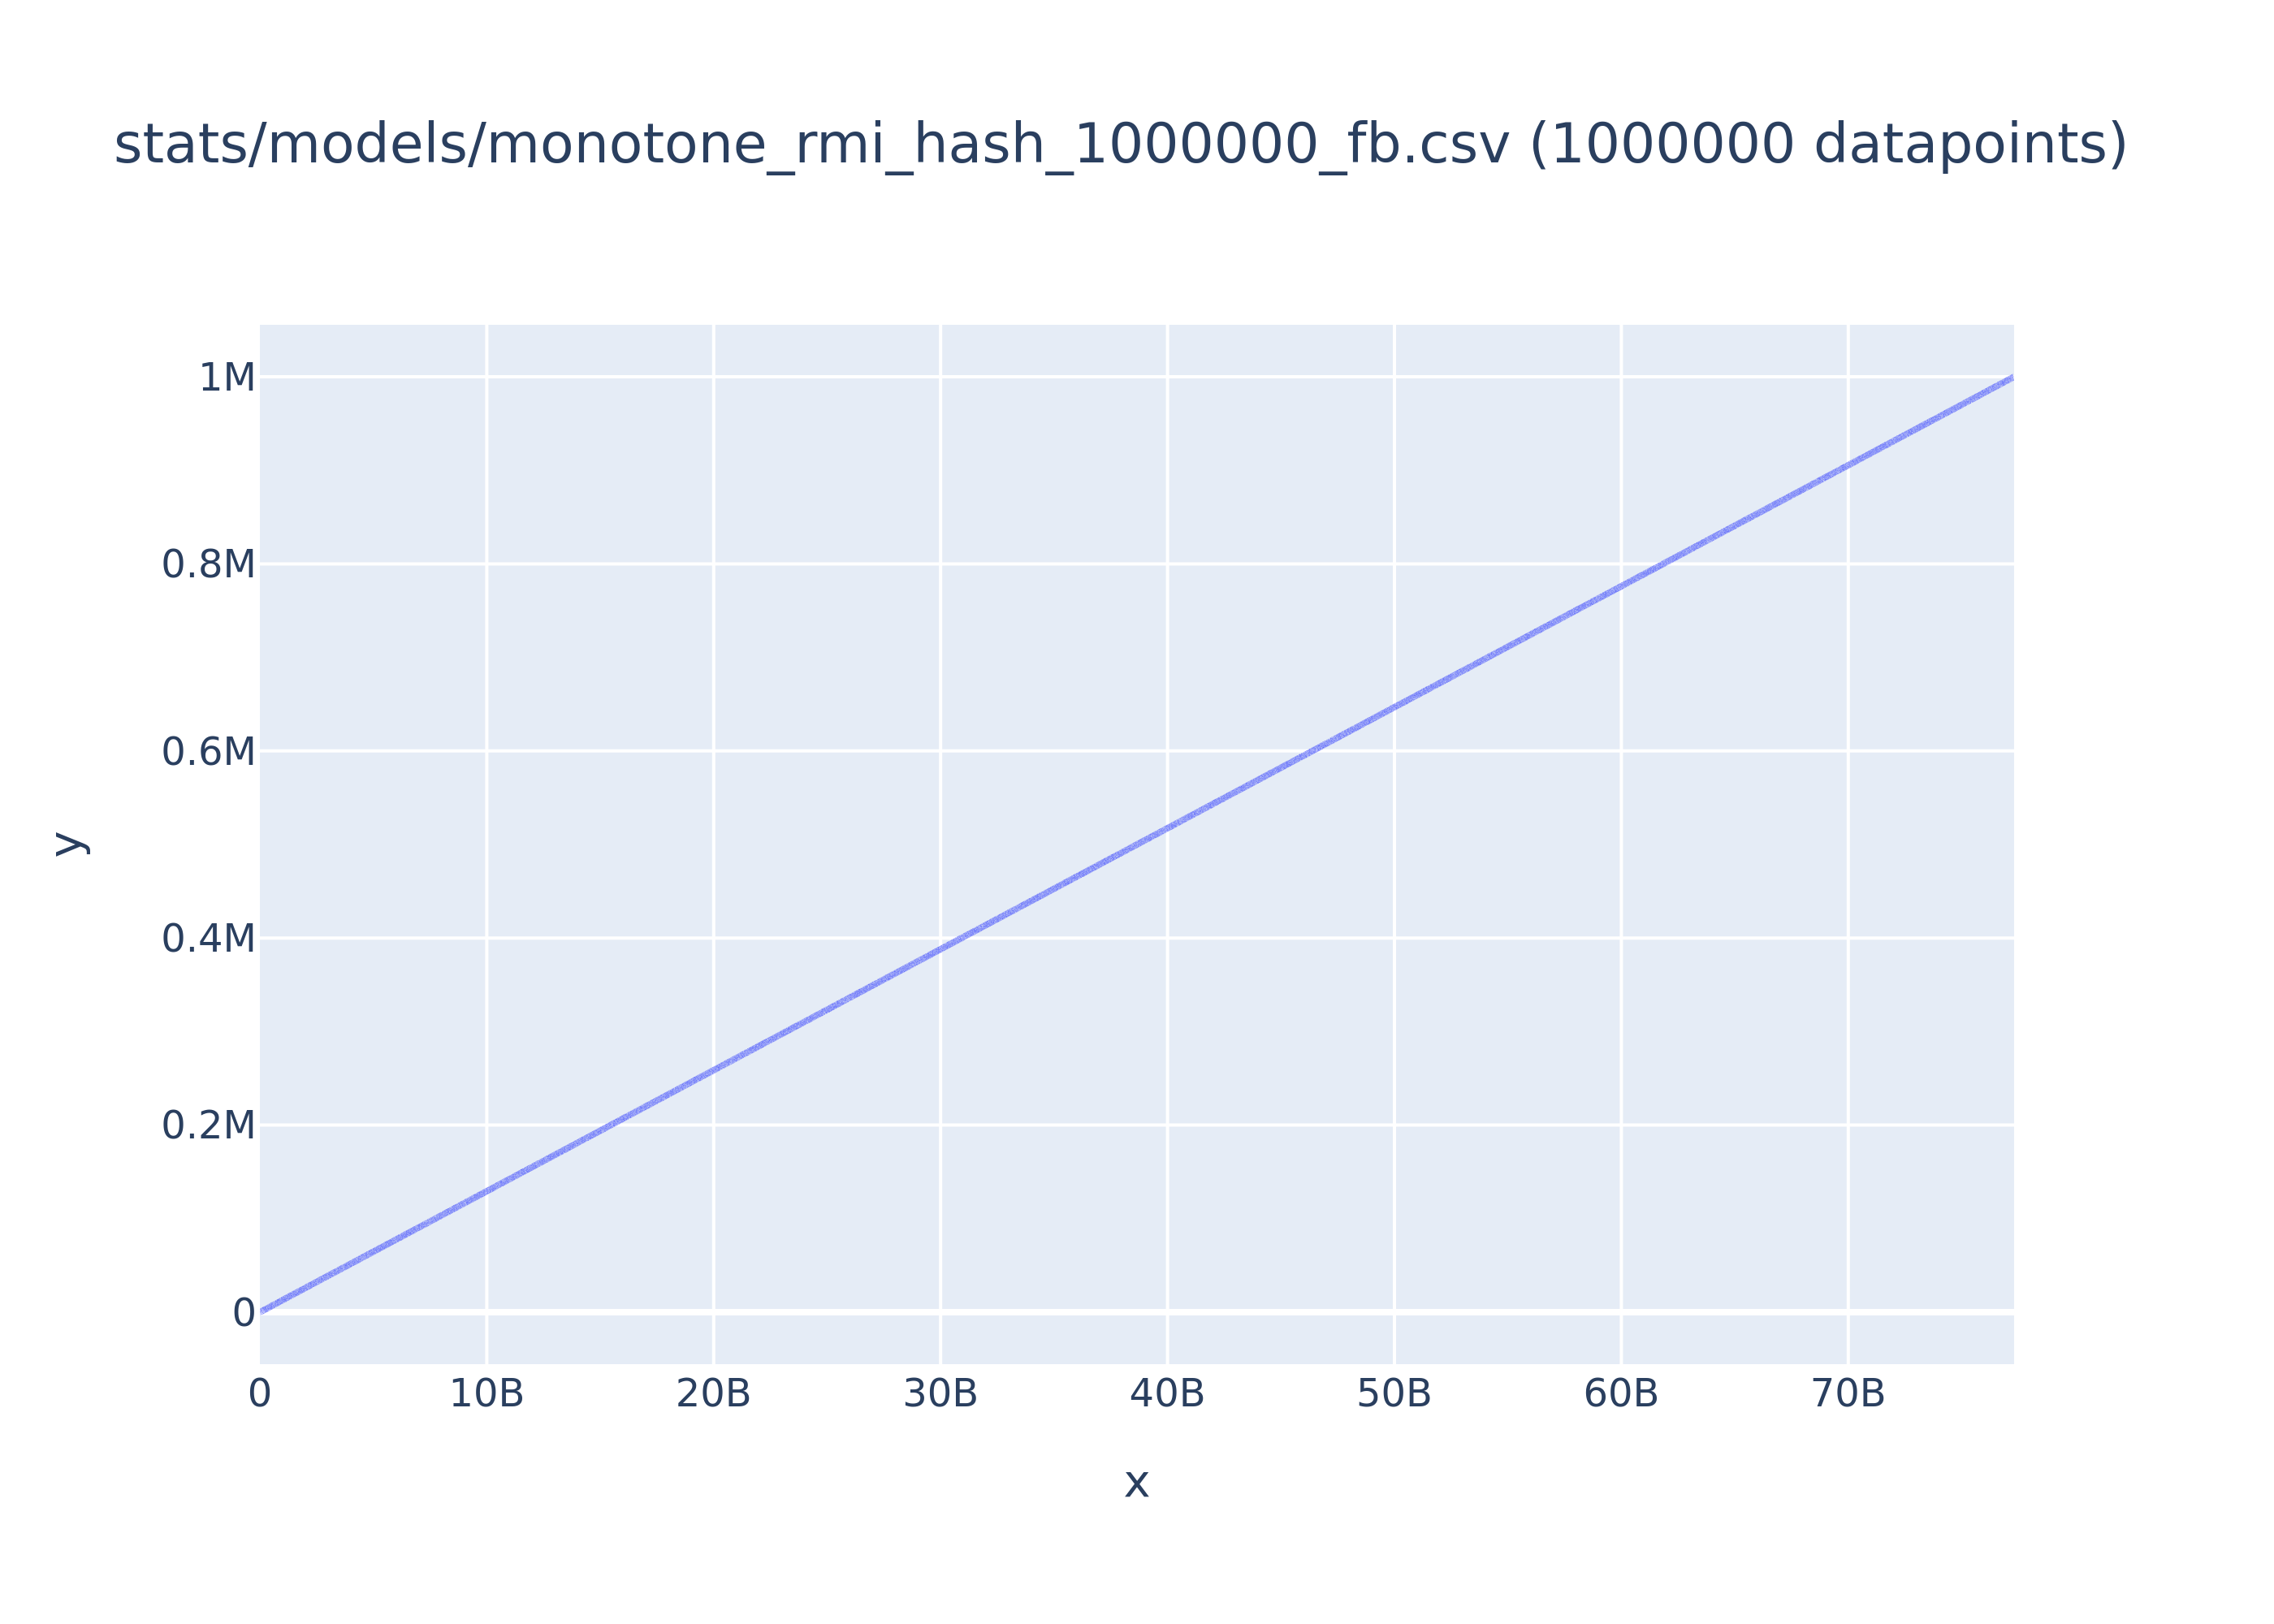 stats/models/monotone_rmi_hash_1000000_fb.csv (1000000 datapoints)
1M
0.8M
0.6M
y
0.4M
0.2M
0
0 10B 20B 30B 40B 50B 60B 70B
x